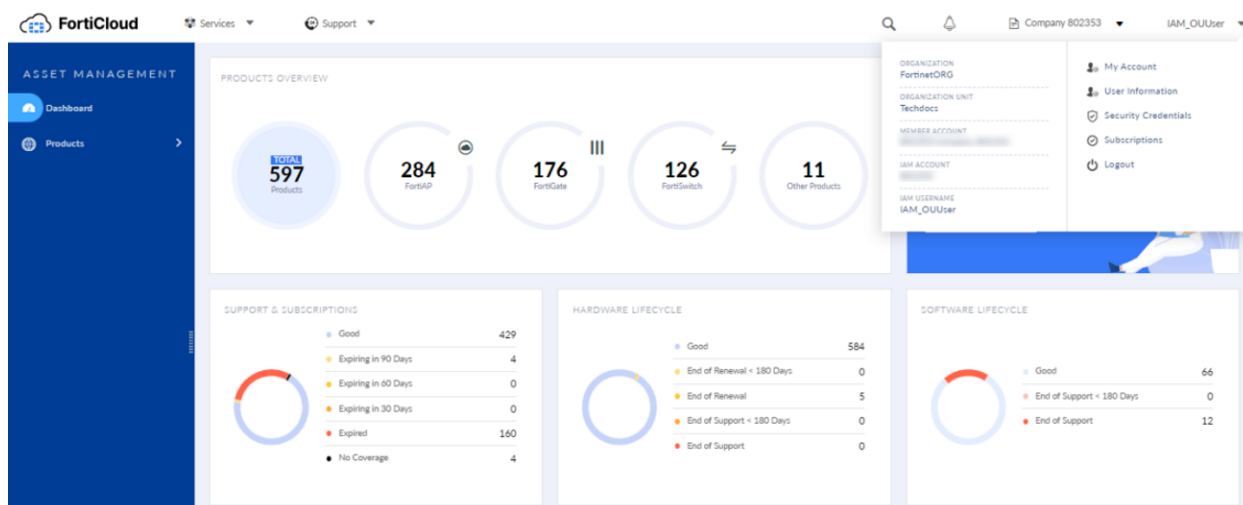 FortiCloud
Services
Support
Company 802353
IAM_OUUser
ASSET MANAGEMENT
Dashboard
Products
PRODUCTS OVERVIEW
TOTAL
597
Products
284
FortiAP
176
FortiGate
126
FortiSwitch
11
Other Products
ORGANIZATION
FortinetORG
ORGANIZATION UNIT
Techdocs
MEMBER ACCOUNT
IAM ACCOUNT
IAM USERNAME
IAM_OUUser
My Account
User Information
Security Credentials
Subscriptions
Logout
SUPPORT & SUBSCRIPTIONS
Good 429
Expiring in 90 Days 4
Expiring in 60 Days 0
Expiring in 30 Days 0
Expired 160
No Coverage 4
HARDWARE LIFECYCLE
Good 584
End of Renewal < 180 Days 0
End of Renewal 5
End of Support < 180 Days 0
End of Support 0
SOFTWARE LIFECYCLE
Good 66
End of Support < 180 Days 0
End of Support 12